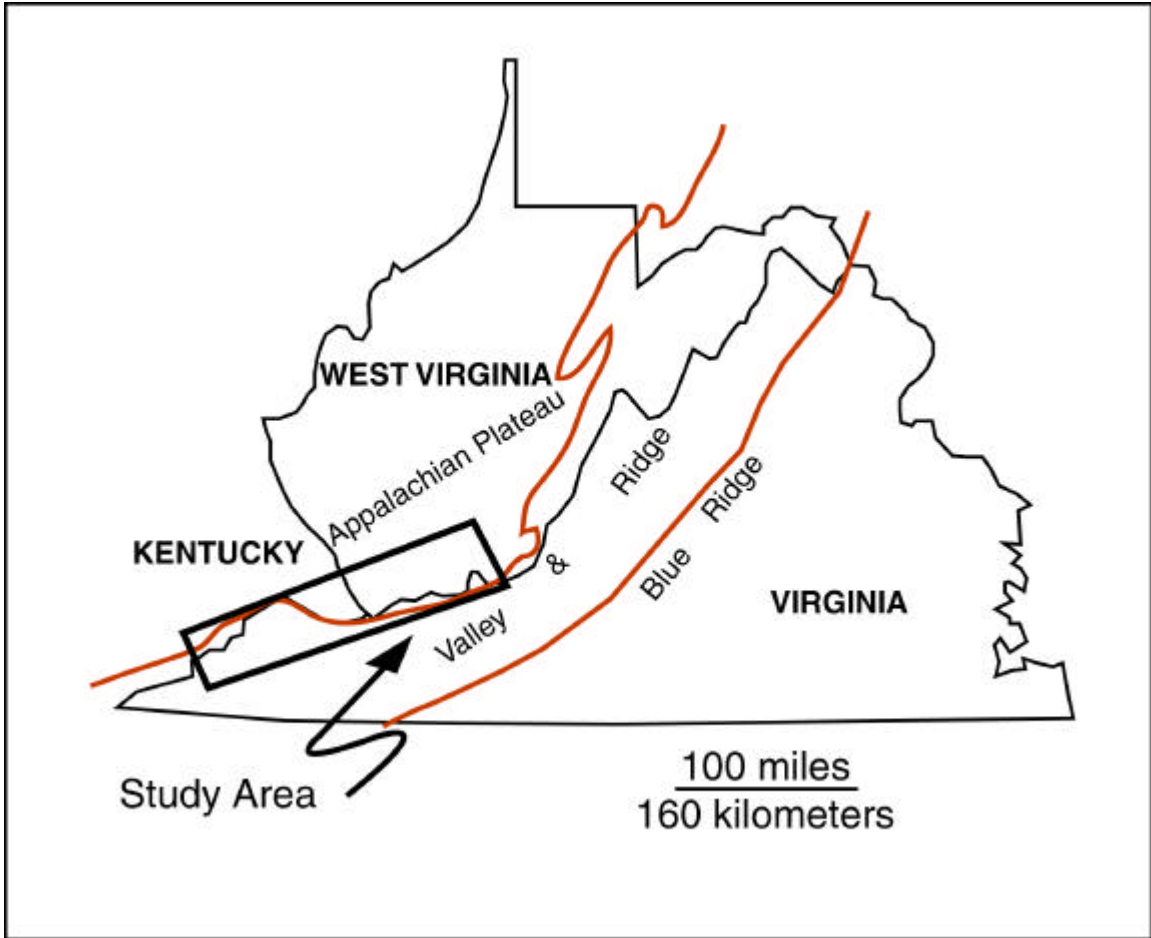 WEST VIRGINIA
Appalachian Plateau
KENTUCKY
Valley & Ridge
Blue Ridge
VIRGINIA
Study Area
100 miles
160 kilometers